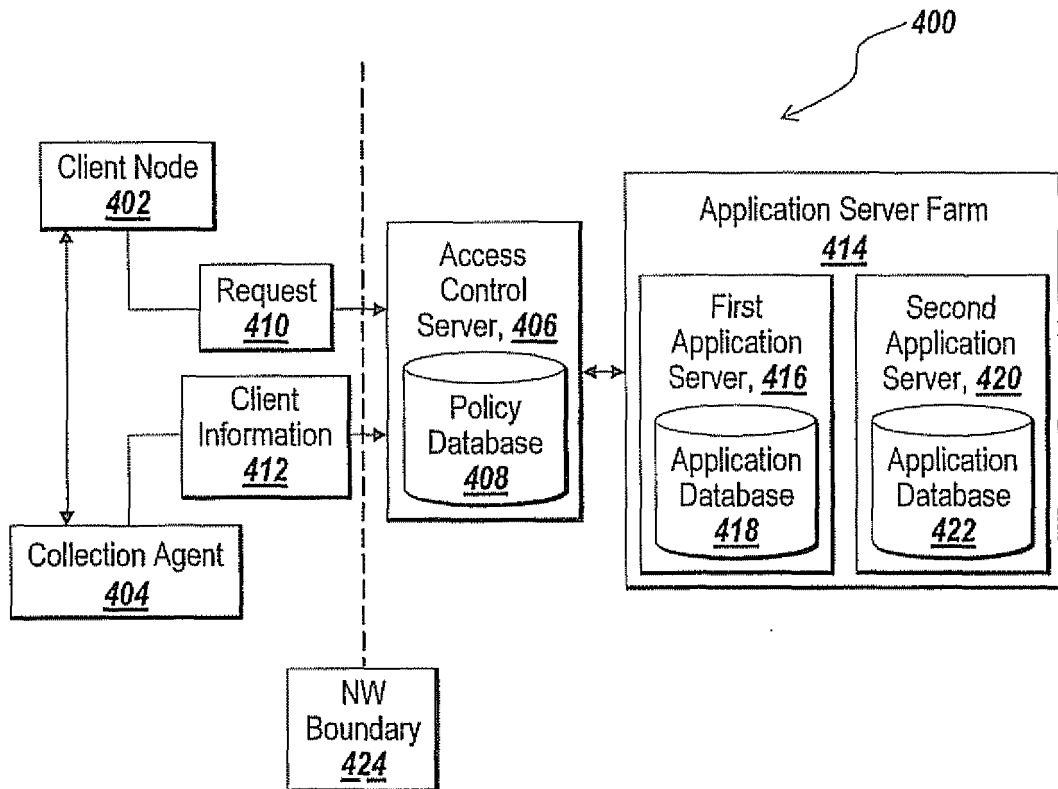 400
Client Node
402
Request
410
Client
Information
412
Collection Agent
404
NW
Boundary
424
Access
Control
Server, 406
Policy
Database
408
Application Server Farm
414
First
Application
Server, 416
Application
Database
418
Second
Application
Server, 420
Application
Database
422